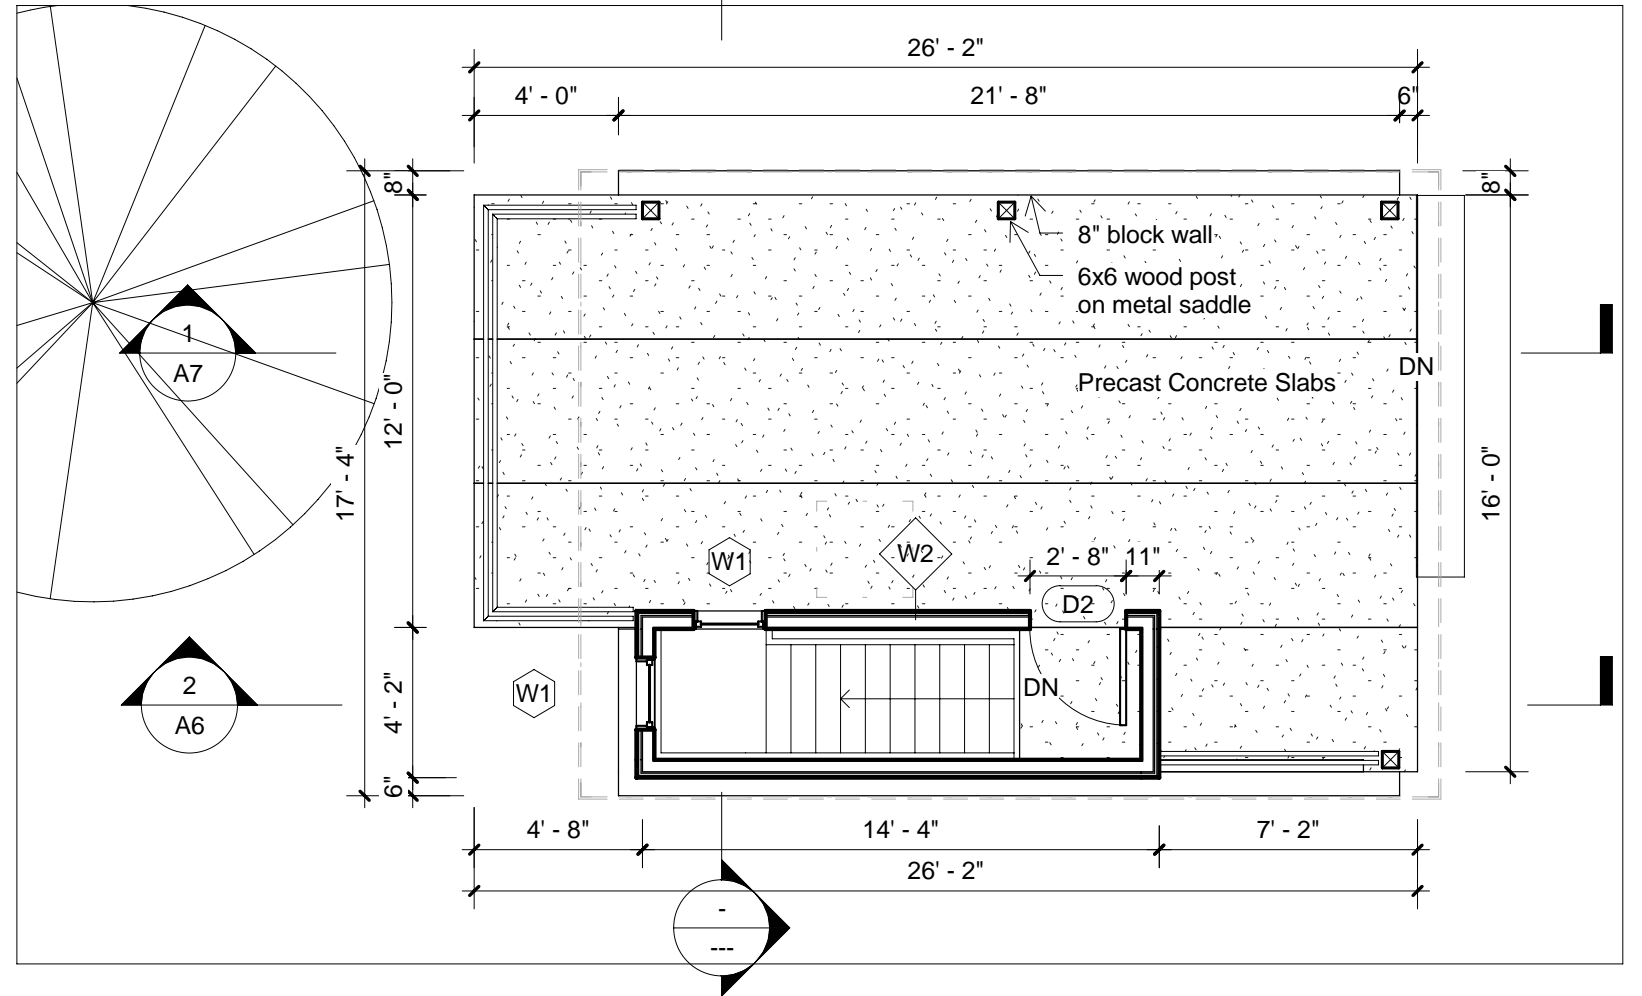 26' - 2"
4' - 0"
21' - 8"
6"
8"
8"
8" block wall
6x6 wood post
on metal saddle
1
A7
DN
Precast Concrete Slabs
12' - 0"
17' - 4"
16' - 0"
W1
W2
2' - 8"
11"
D2
2
A6
W1
DN
4' - 2"
6"
4' - 8"
14' - 4"
7' - 2"
26' - 2"
-
---